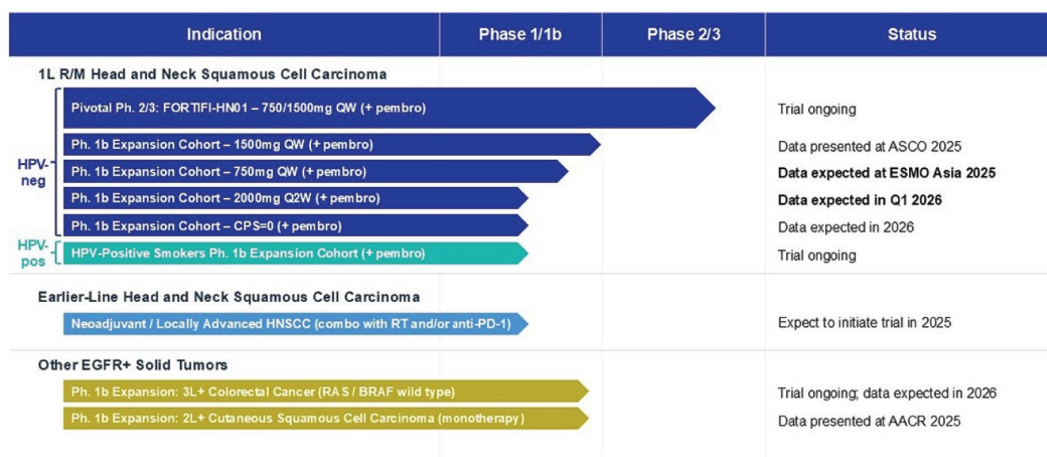 Indication Phase 1/1b Phase 2/3 Status
1L R/M Head and Neck Squamous Cell Carcinoma
Pivotal Ph. 2/3: FORTIFI-HN01 – 750/1500mg QW (+ pembro) Trial ongoing
Ph. 1b Expansion Cohort – 1500mg QW (+ pembro) Data presented at ASCO 2025
HPV-
neg
Ph. 1b Expansion Cohort – 750mg QW (+ pembro) Data expected at ESMO Asia 2025
Ph. 1b Expansion Cohort – 2000mg Q2W (+ pembro) Data expected in Q1 2026
Ph. 1b Expansion Cohort – CPS=0 (+ pembro) Data expected in 2026
HPV-
pos
HPV-Positive Smokers Ph. 1b Expansion Cohort (+ pembro) Trial ongoing
Earlier-Line Head and Neck Squamous Cell Carcinoma
Neoadjuvant / Locally Advanced HNSCC (combo with RT and/or anti-PD-1) Expect to initiate trial in 2025
Other EGFR+ Solid Tumors
Ph. 1b Expansion: 3L+ Colorectal Cancer (RAS / BRAF wild type) Trial ongoing; data expected in 2026
Ph. 1b Expansion: 2L+ Cutaneous Squamous Cell Carcinoma (monotherapy) Data presented at AACR 2025